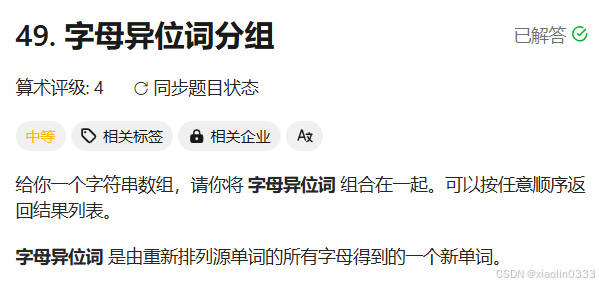 49. 字母异位词分组
已解答
算术评级: 4 同步题目状态
中等 相关标签 相关企业
给你一个字符串数组，请你将 字母异位词 组合在一起。可以按任意顺序返
回结果列表。
字母异位词 是由重新排列源单词的所有字母得到的一个新单词。
CSDN @xiaolin0333